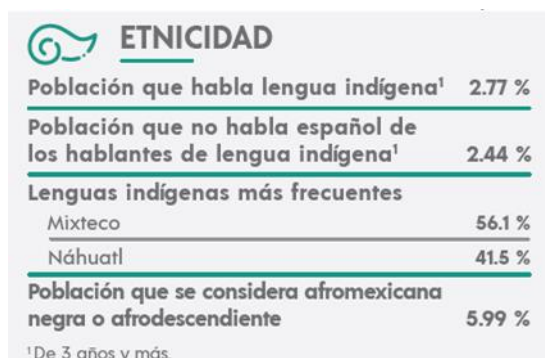 ETNICIDAD
Población que habla lengua indígena¹ 2.77 %
Población que no habla español de
los hablantes de lengua indígena¹ 2.44 %
Lenguas indígenas más frecuentes
Mixteco 56.1 %
Náhuatl 41.5 %
Población que se considera afromexicana
negra o afrodescendiente 5.99 %
¹De 3 años y más.